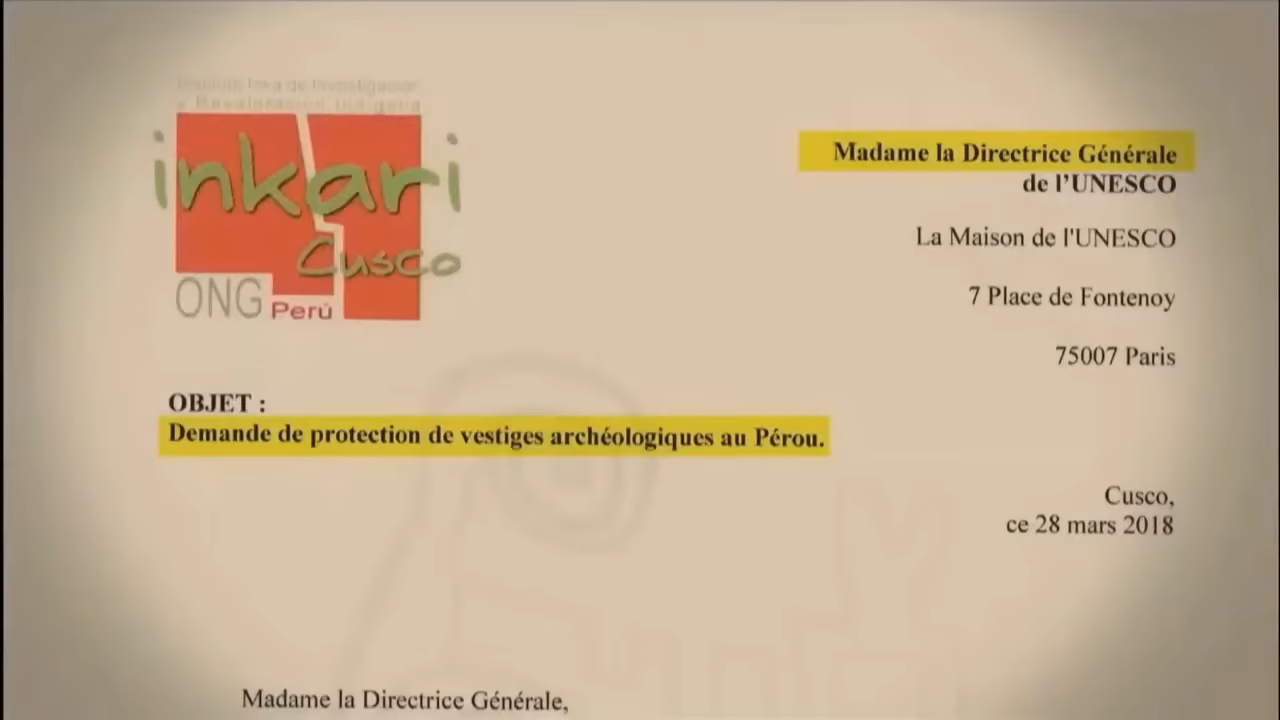 inkari
Cusco
ONG Perú
Madame la Directrice Générale
de l'UNESCO
La Maison de l'UNESCO
7 Place de Fontenoy
75007 Paris
OBJET :
Demande de protection de vestiges archéologiques au Pérou.
Cusco,
ce 28 mars 2018
Madame la Directrice Générale,